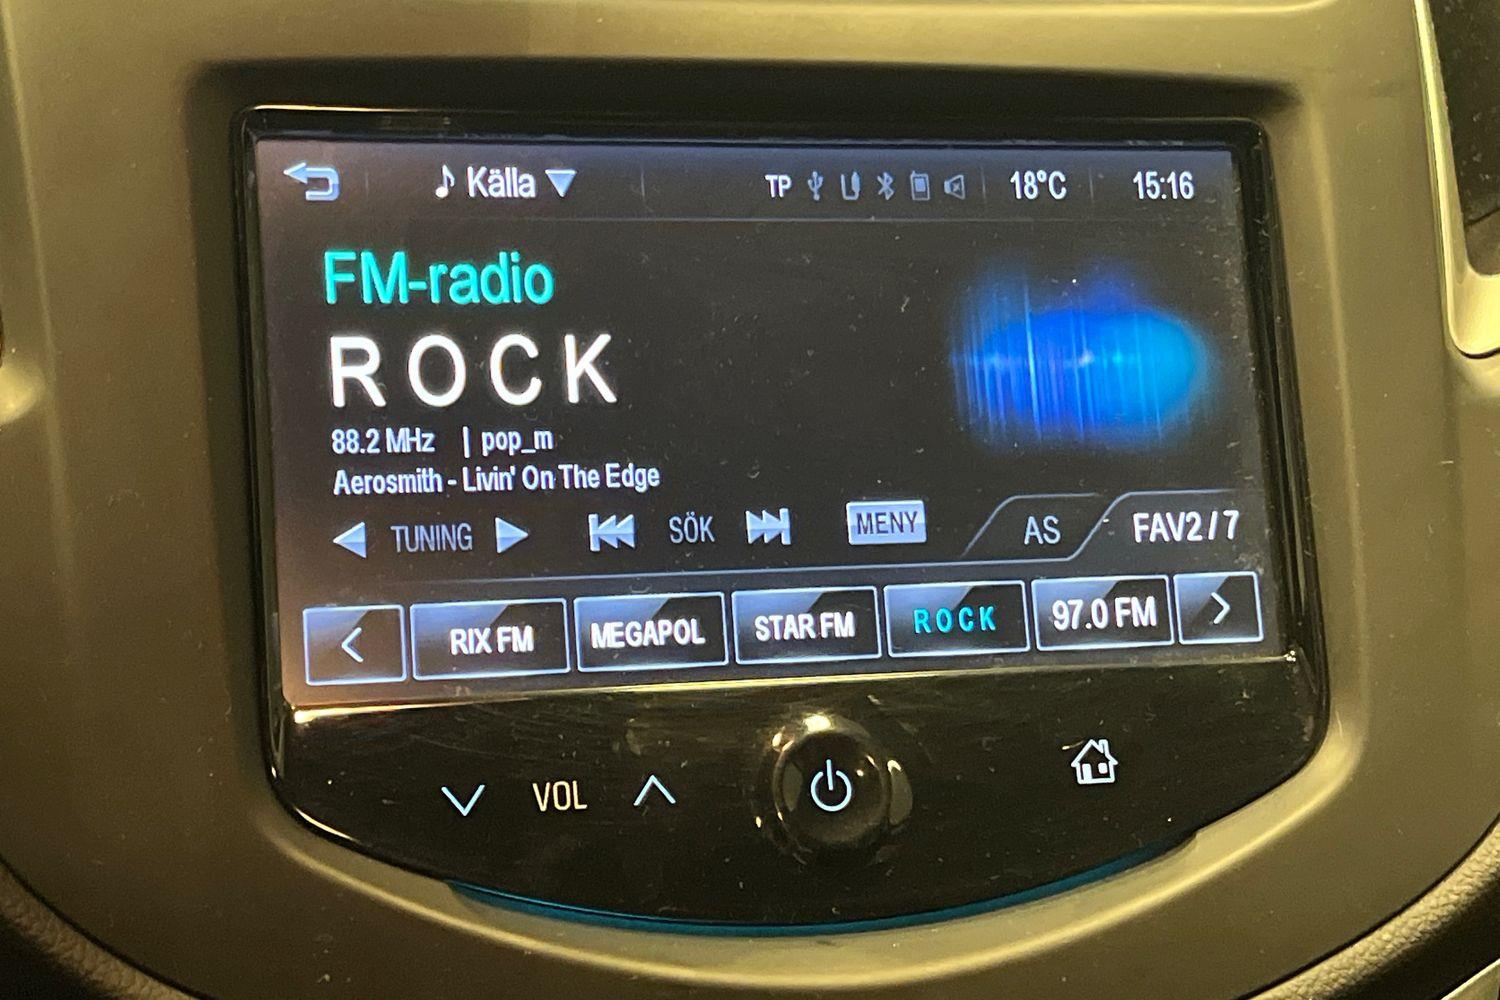 Källa TP 18°C 15:16
FM-radio
ROCK
88.2 MHz | pop_m
Aerosmith - Livin' On The Edge
TUNING SÖK MENY AS FAV2/7
< RIX FM MEGAPOL STAR FM ROCK 97.0 FM >
VOL